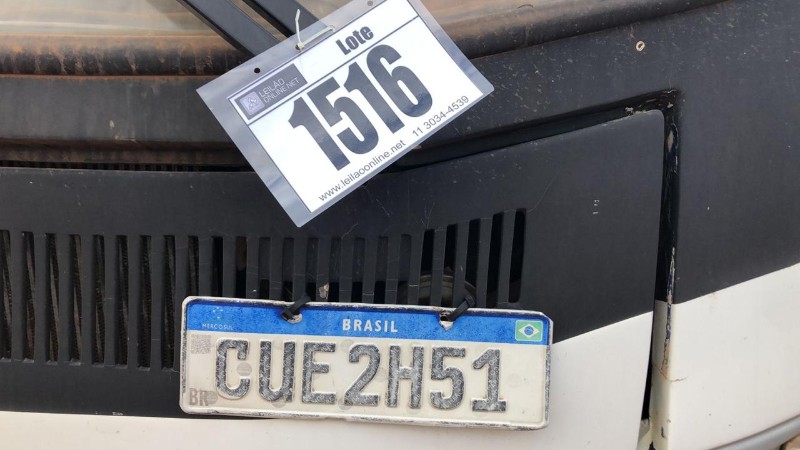 Lote
LEILÃO
ONLINE.NET
1516
www.leilaoonline.net 11 3034-4539
MERCOSUL
BRASIL
CUE2H51
BR